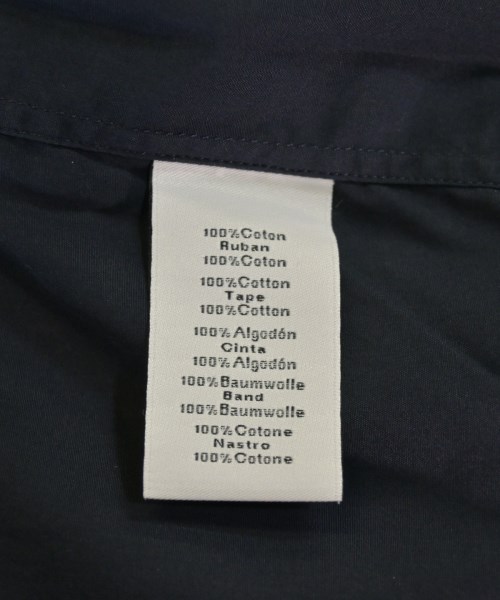 100%Coton
Ruban
100%Coton
100%Cotton
Tape
100%Cotton
100%Algodón
Cinta
100%Algodón
100%Baumwolle
Band
100%Baumwolle
100%Cotone
Nastro
100%Cotone